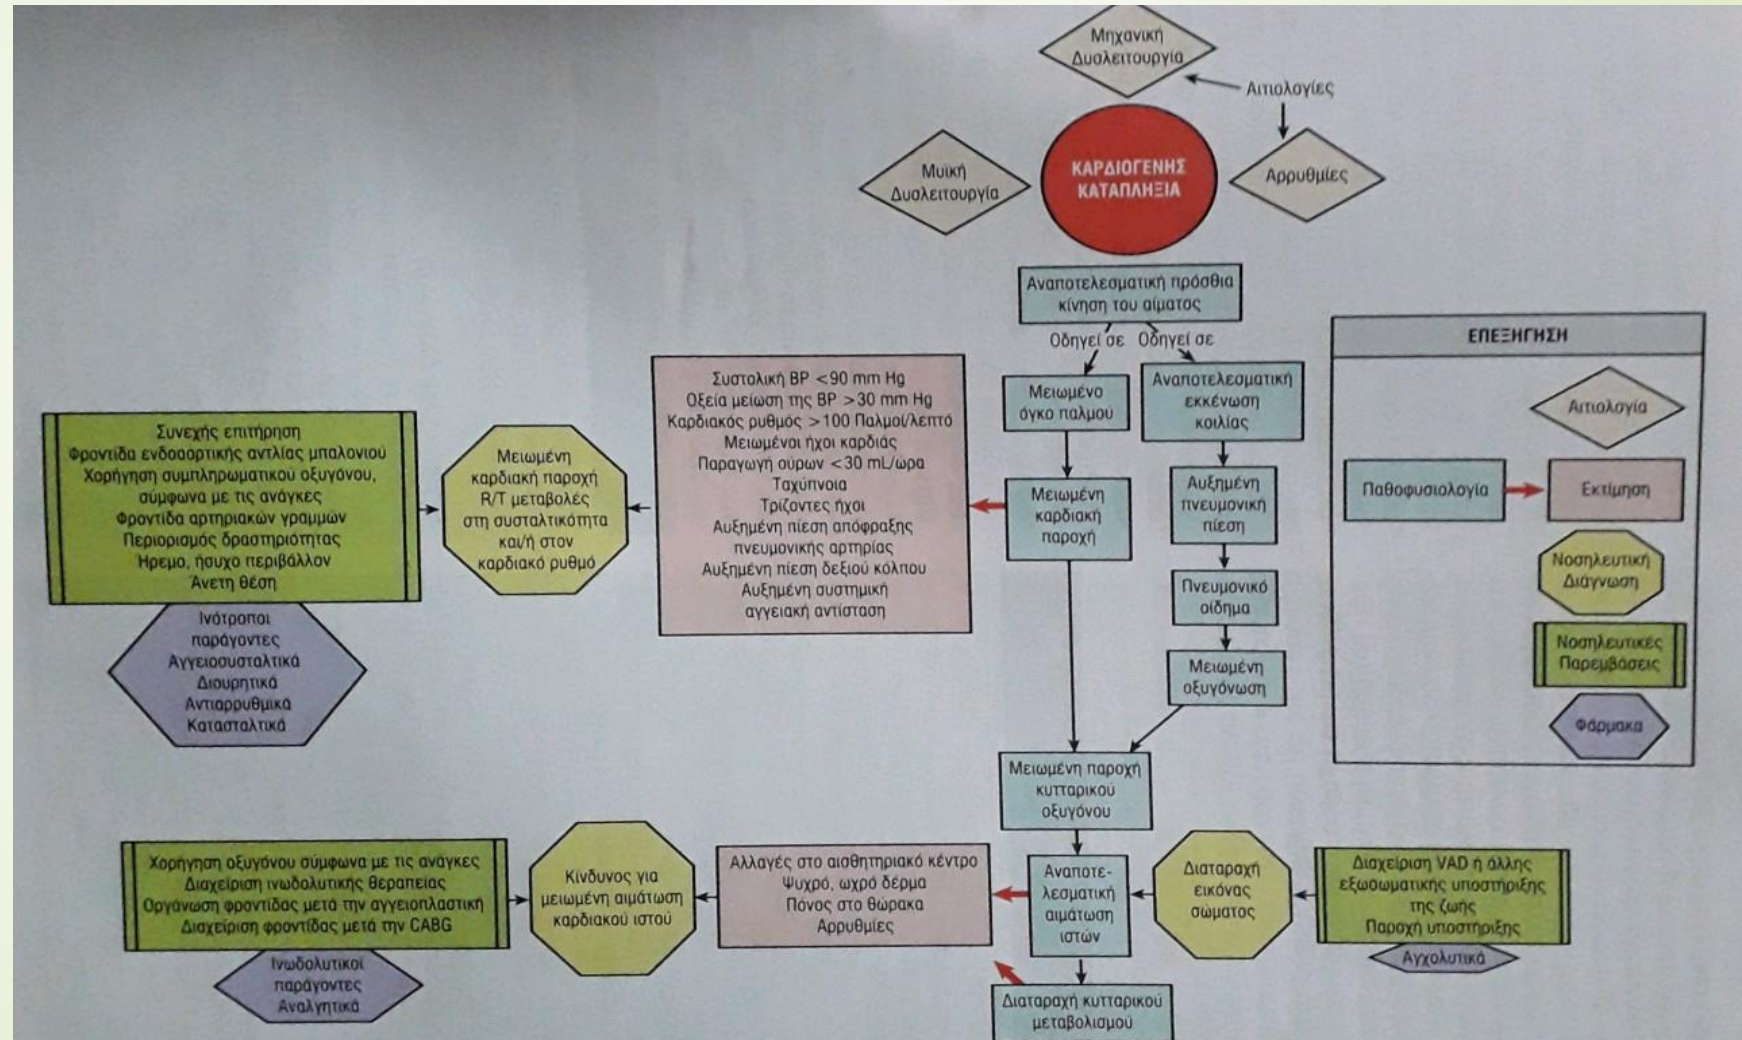 Μηχανική
Δυσλειτουργία
Αιτιολογίες
Μυϊκή
Δυσλειτουργία
ΚΑΡΔΙΟΓΕΝΗΣ
ΚΑΤΑΠΛΗΞΙΑ
Αρρυθμίες
Αναποτελεσματική πρόσθια
κίνηση του αίματος
Οδηγεί σε
Οδηγεί σε
Μειωμένο
όγκο παλμού
Αναποτελεσματική
εκκένωση
κοιλίας
Μειωμένη
καρδιακή
παροχή
Αυξημένη
πνευμονική
πίεση
Πνευμονικό
οίδημα
Μειωμένη
οξυγόνωση
Συστολική BP <90 mm Hg
Οξεία μείωση της BP >30 mm Hg
Καρδιακός ρυθμός >100 Παλμοί/λεπτό
Μειωμένοι ήχοι καρδιάς
Παραγωγή ούρων <30 mL/ώρα
Ταχύπνοια
Τρίζοντες ήχοι
Αυξημένη πίεση απόφραξης
πνευμονικής αρτηρίας
Αυξημένη πίεση δεξιού κόλπου
Αυξημένη συστημική
αγγειακή αντίσταση
Μειωμένη
καρδιακή παροχή
R/T μεταβολές
στη συσταλτικότητα
και/ή στον
καρδιακό ρυθμό
Συνεχής επιτήρηση
Φροντίδα ενδοαορτικής αντλίας μπαλονιού
Χορήγηση συμπληρωματικού οξυγόνου,
σύμφωνα με τις ανάγκες
Φροντίδα αρτηριακών γραμμών
Περιορισμός δραστηριότητας
Ήρεμο, ήσυχο περιβάλλον
Άνετη θέση
Ινότροποι
παράγοντες
Αγγειοσυσταλτικά
Διουρητικά
Αντιαρρυθμικά
Κατασταλτικά
ΕΠΕΞΗΓΗΣΗ
Αιτιολογία
Παθοφυσιολογία
Εκτίμηση
Νοσηλευτική
Διάγνωση
Νοσηλευτικές
Παρεμβάσεις
Φάρμακα
Μειωμένη παροχή
κυτταρικού
οξυγόνου
Αναποτε-
λεσματική
αιμάτωση
ιστών
Διαταραχή κυτταρικού
μεταβολισμού
Αλλαγές στο αισθητηριακό κέντρο
Ψυχρό, ωχρό δέρμα
Πόνος στο θώρακα
Αρρυθμίες
Κίνδυνος για
μειωμένη αιμάτωση
καρδιακού ιστού
Χορήγηση οξυγόνου σύμφωνα με τις ανάγκες
Διαχείριση ινωδολυτικής θεραπείας
Οργάνωση φροντίδας μετά την αγγειοπλαστική
Διαχείριση φροντίδας μετά την CABG
Ινωδολυτικοί
παράγοντες
Αναλγητικά
Διαταραχή
εικόνας
σώματος
Διαχείριση VAD ή άλλης
εξωσωματικής υποστήριξης
της ζωής
Παροχή υποστήριξης
Αγχολυτικά